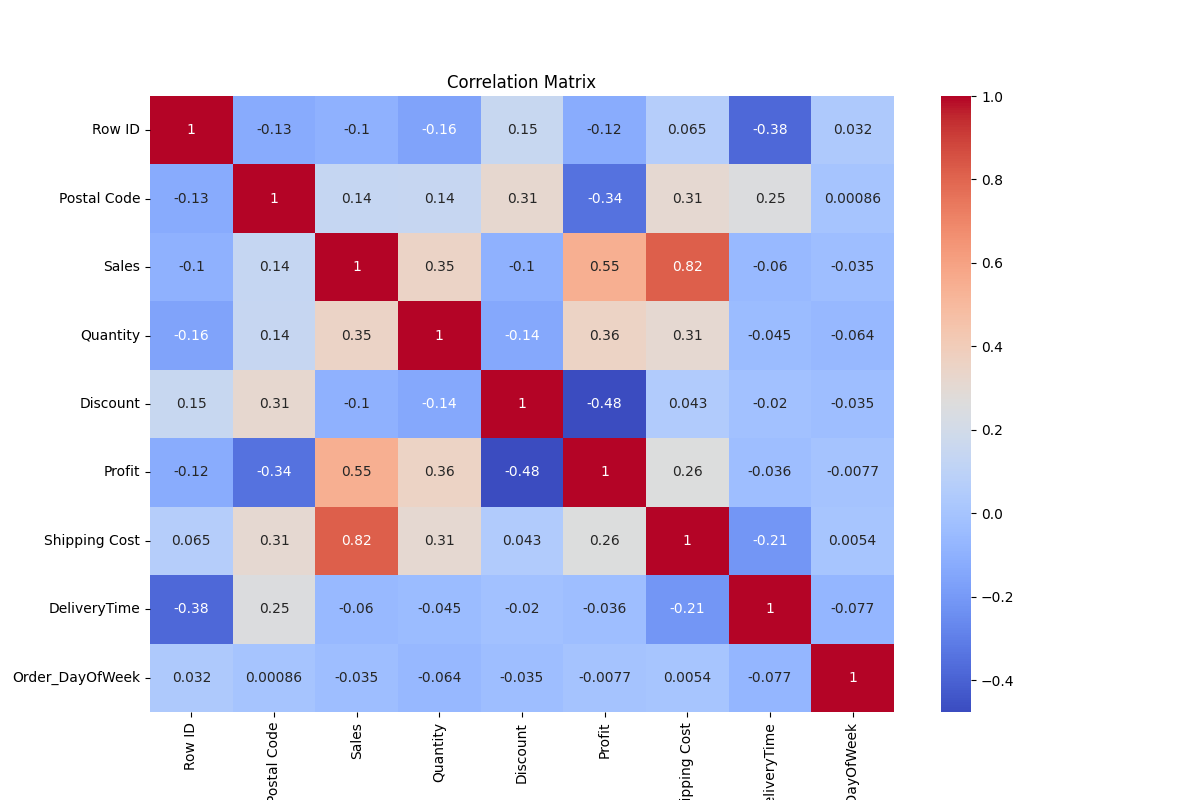 Correlation Matrix
Row ID 1 -0.13 -0.1 -0.16 0.15 -0.12 0.065 -0.38 0.032
Postal Code -0.13 1 0.14 0.14 0.31 -0.34 0.31 0.25 0.00086
Sales -0.1 0.14 1 0.35 -0.1 0.55 0.82 -0.06 -0.035
Quantity -0.16 0.14 0.35 1 -0.14 0.36 0.31 -0.045 -0.064
Discount 0.15 0.31 -0.1 -0.14 1 -0.48 0.043 -0.02 -0.035
Profit -0.12 -0.34 0.55 0.36 -0.48 1 0.26 -0.036 -0.0077
Shipping Cost 0.065 0.31 0.82 0.31 0.043 0.26 1 -0.21 0.0054
DeliveryTime -0.38 0.25 -0.06 -0.045 -0.02 -0.036 -0.21 1 -0.077
Order_DayOfWeek 0.032 0.00086 -0.035 -0.064 -0.035 -0.0077 0.0054 -0.077 1
Row ID
Postal Code
Sales
Quantity
Discount
Profit
ipping Cost
eliveryTime
DayOfWeek
1.0
0.8
0.6
0.4
0.2
0.0
−0.2
−0.4